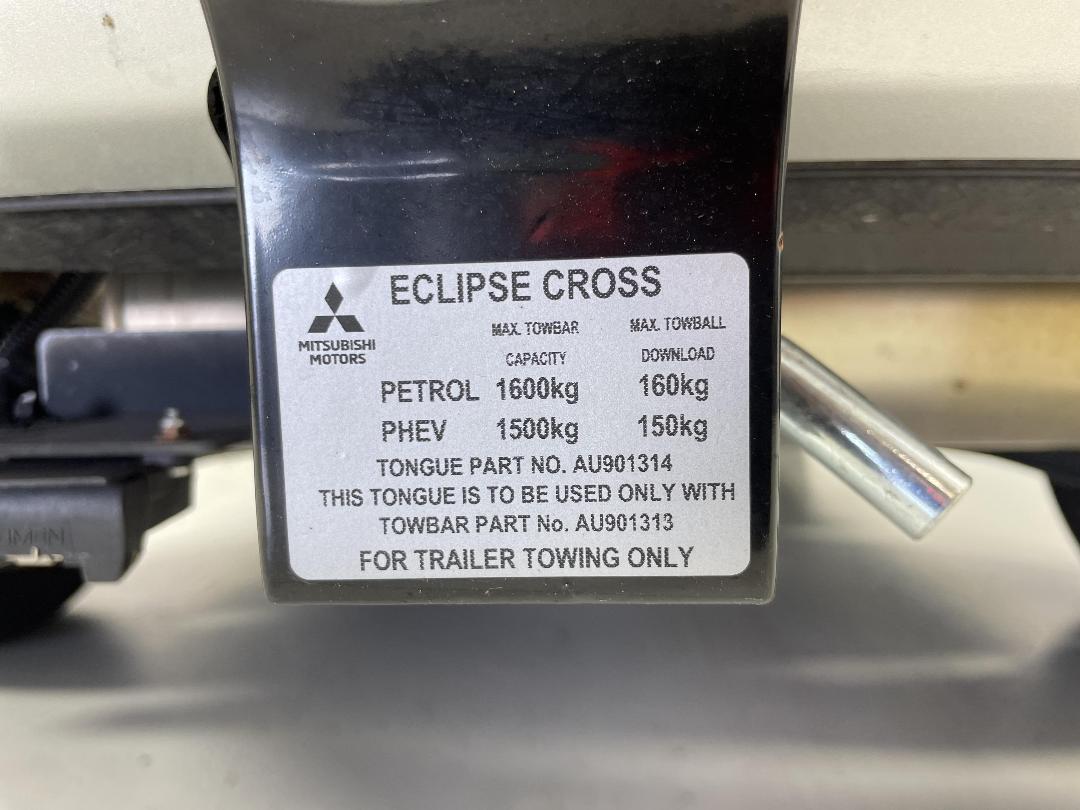 ECLIPSE CROSS
MITSUBISHI
MOTORS
MAX. TOWBAR MAX. TOWBALL
CAPACITY DOWNLOAD
PETROL 1600kg 160kg
PHEV 1500kg 150kg
TONGUE PART NO. AU901314
THIS TONGUE IS TO BE USED ONLY WITH
TOWBAR PART No. AU901313
FOR TRAILER TOWING ONLY